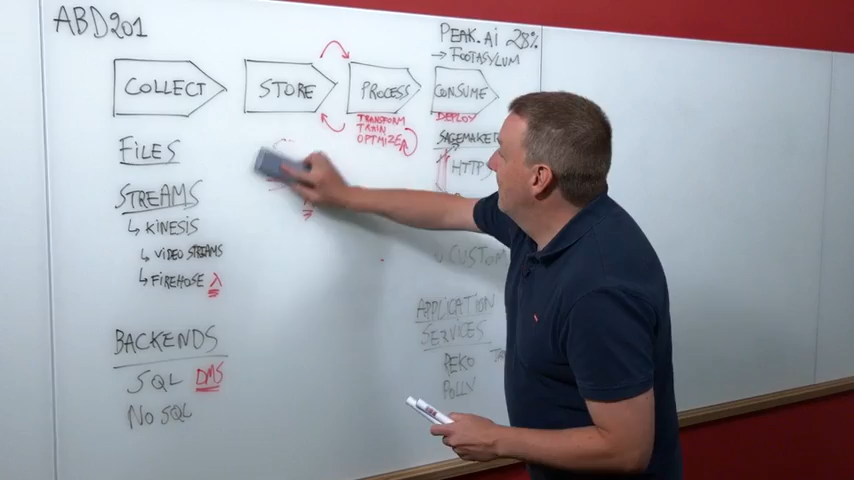 ABD201
PEAK.AI 28%
→ FOOTASYLUM
COLLECT
STORE
PROCESS
CONSUME
TRANSFORM
TRAIN
OPTIMIZE
DEPLOY
SAGEMAKER
HTTPS
FILES
STREAMS
↳ KINESIS
↳ VIDEO STREAMS
↳ FIREHOSE λ
CUSTOM
BACKENDS
SQL DMS
NO SQL
APPLICATION
SERVICES
REKO
POLLY